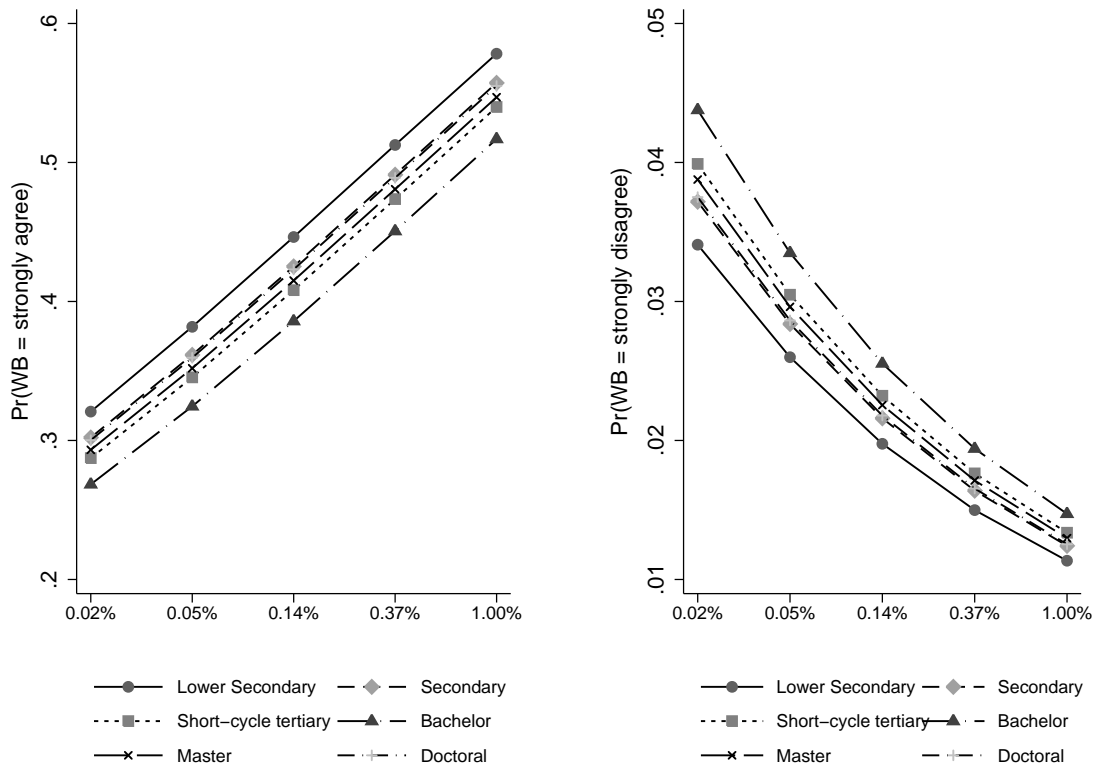 Pr(WB = strongly agree)
.6
.5
.4
.3
.2
0.02% 0.05% 0.14% 0.37% 1.00%
Lower Secondary Secondary
Short−cycle tertiary Bachelor
Master Doctoral
Pr(WB = strongly disagree)
.05
.04
.03
.02
.01
0.02% 0.05% 0.14% 0.37% 1.00%
Lower Secondary Secondary
Short−cycle tertiary Bachelor
Master Doctoral